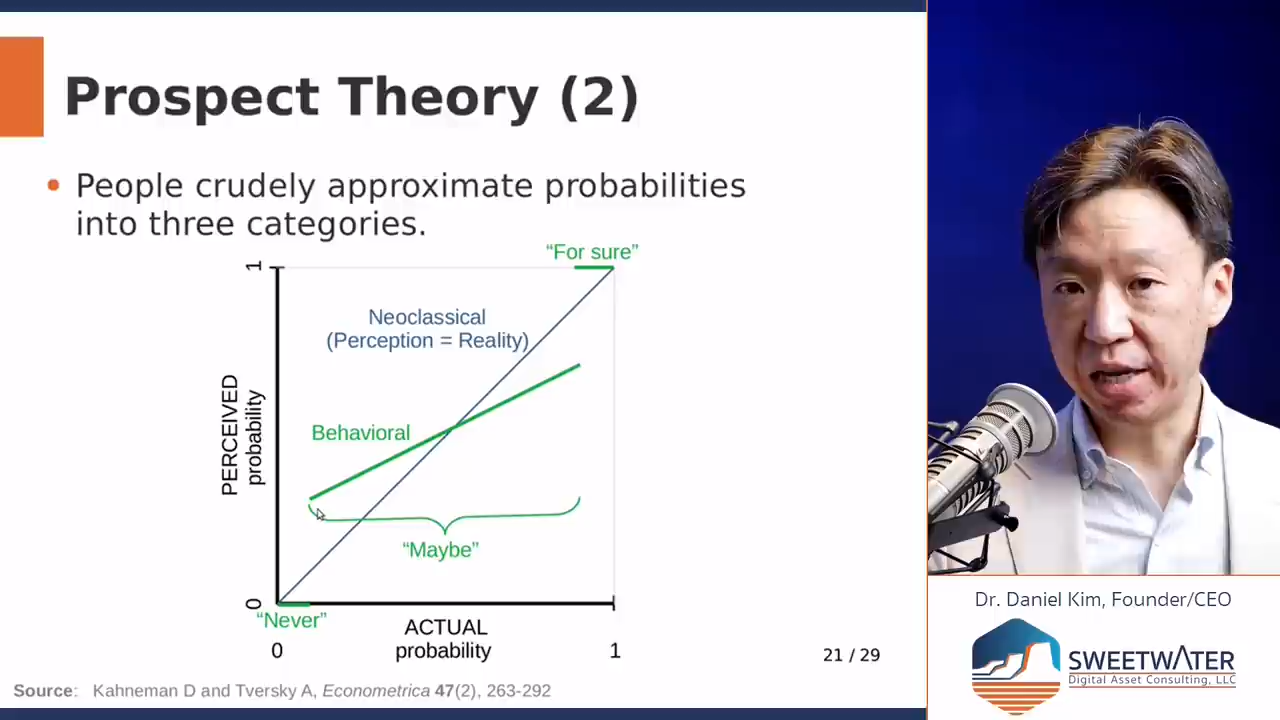 Prospect Theory (2)
• People crudely approximate probabilities
into three categories.
“For sure”
1
Neoclassical
(Perception = Reality)
PERCEIVED
probability
Behavioral
“Maybe”
0
“Never”
ACTUAL
probability
0
1
21 / 29
Source: Kahneman D and Tversky A, Econometrica 47(2), 263-292
Dr. Daniel Kim, Founder/CEO
SWEETWATER
Digital Asset Consulting, LLC